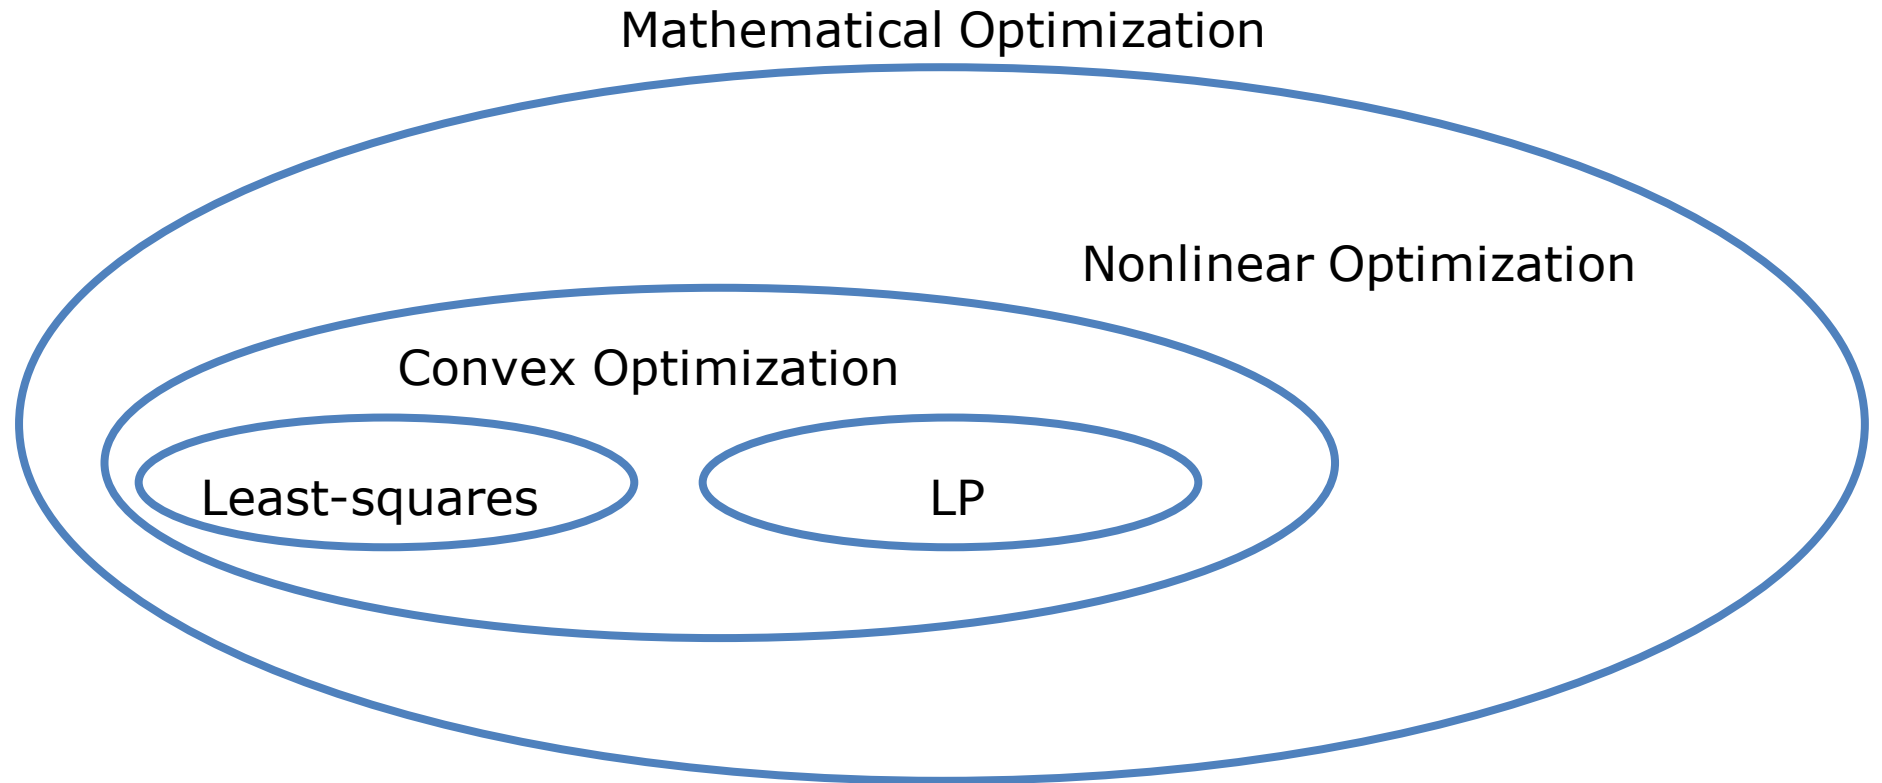 Mathematical Optimization
Nonlinear Optimization
Convex Optimization
Least-squares
LP